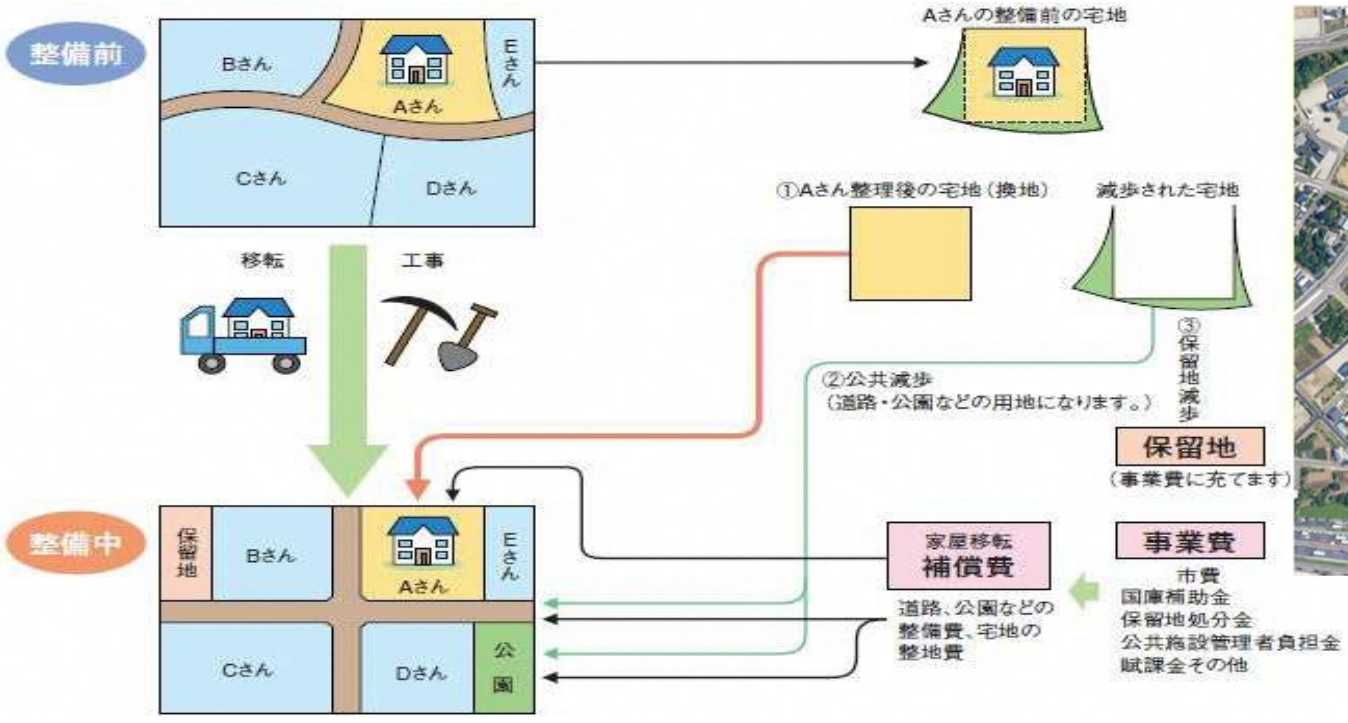 整備前
Bさん
Aさん
Eさん
Cさん
Dさん
Aさんの整備前の宅地
①Aさん整理後の宅地(換地)
減歩された宅地
移転
工事
②公共減歩
(道路・公園などの用地になります。)
③保留地減歩
保留地
(事業費に充てます)
整備中
保留地
Bさん
Aさん
Eさん
Cさん
Dさん
公園
家屋移転
補償費
道路、公園などの
整備費、宅地の
整地費
事業費
市費
国庫補助金
保留地処分金
公共施設管理者負担金
賦課金その他